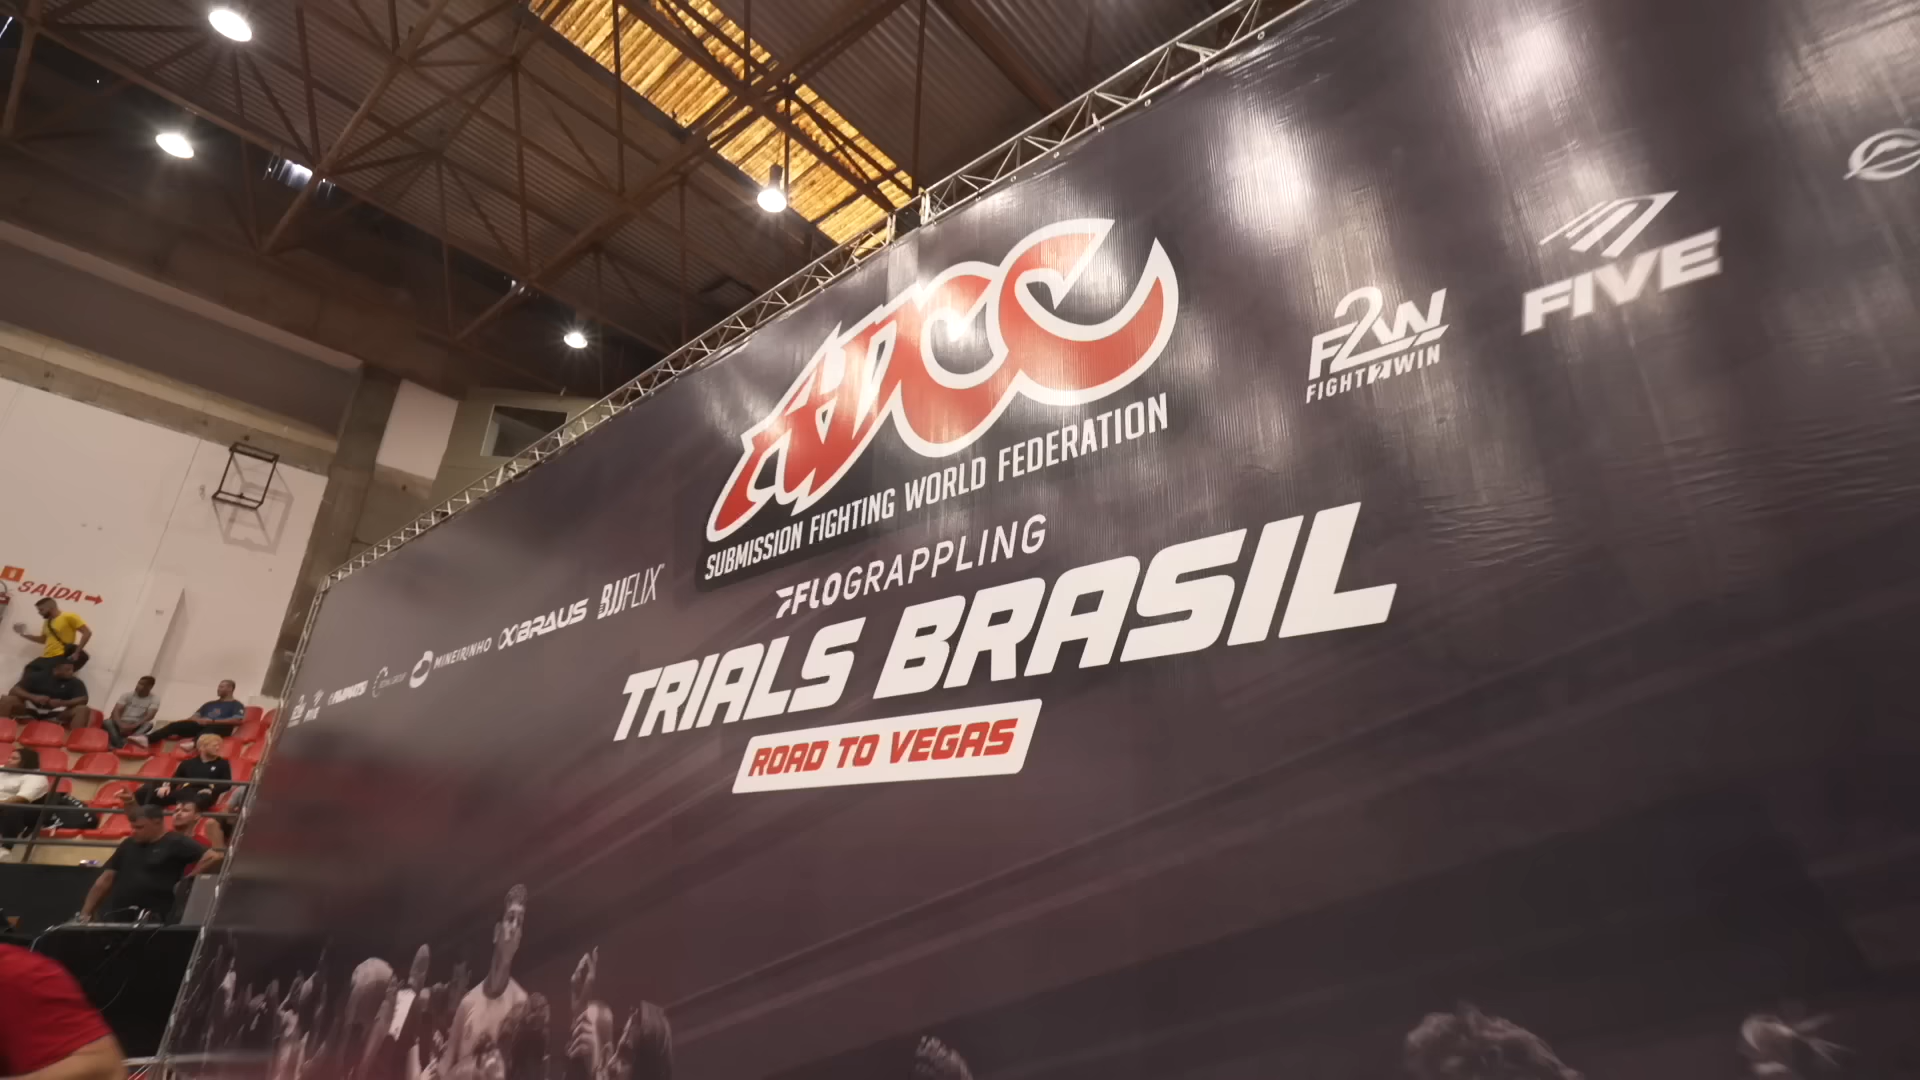 ADCC
SUBMISSION FIGHTING WORLD FEDERATION
FLOGRAPPLING
TRIALS BRASIL
ROAD TO VEGAS
MINEIRINHO
BRAUS
BJJFLIX
F2W
FIGHT2WIN
FIVE
SAÍDA